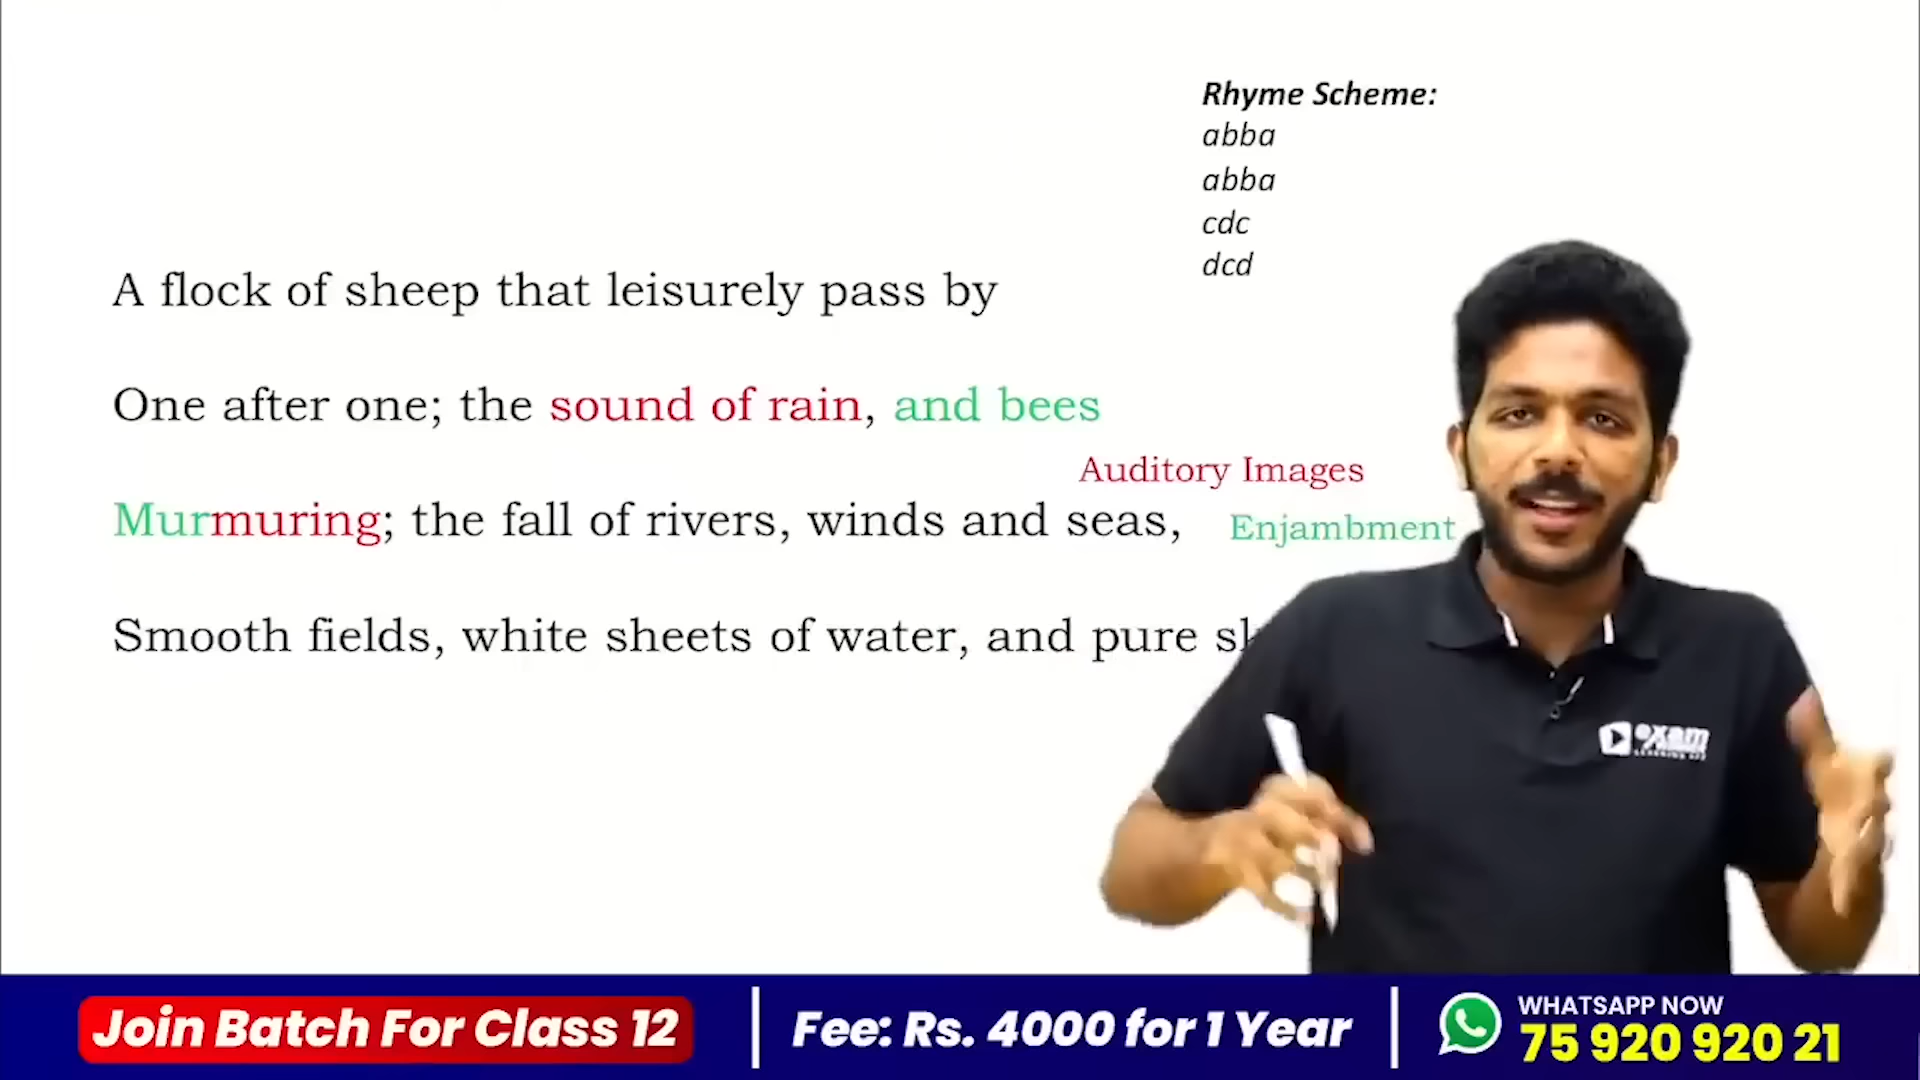 Rhyme Scheme:
abba
abba
cdc
dcd
A flock of sheep that leisurely pass by
One after one; the sound of rain, and bees
Auditory Images
Murmuring; the fall of rivers, winds and seas,
Enjambment
Smooth fields, white sheets of water, and pure
exam
Join Batch For Class 12
Fee: Rs. 4000 for 1 Year
WHATSAPP NOW
75 920 920 21